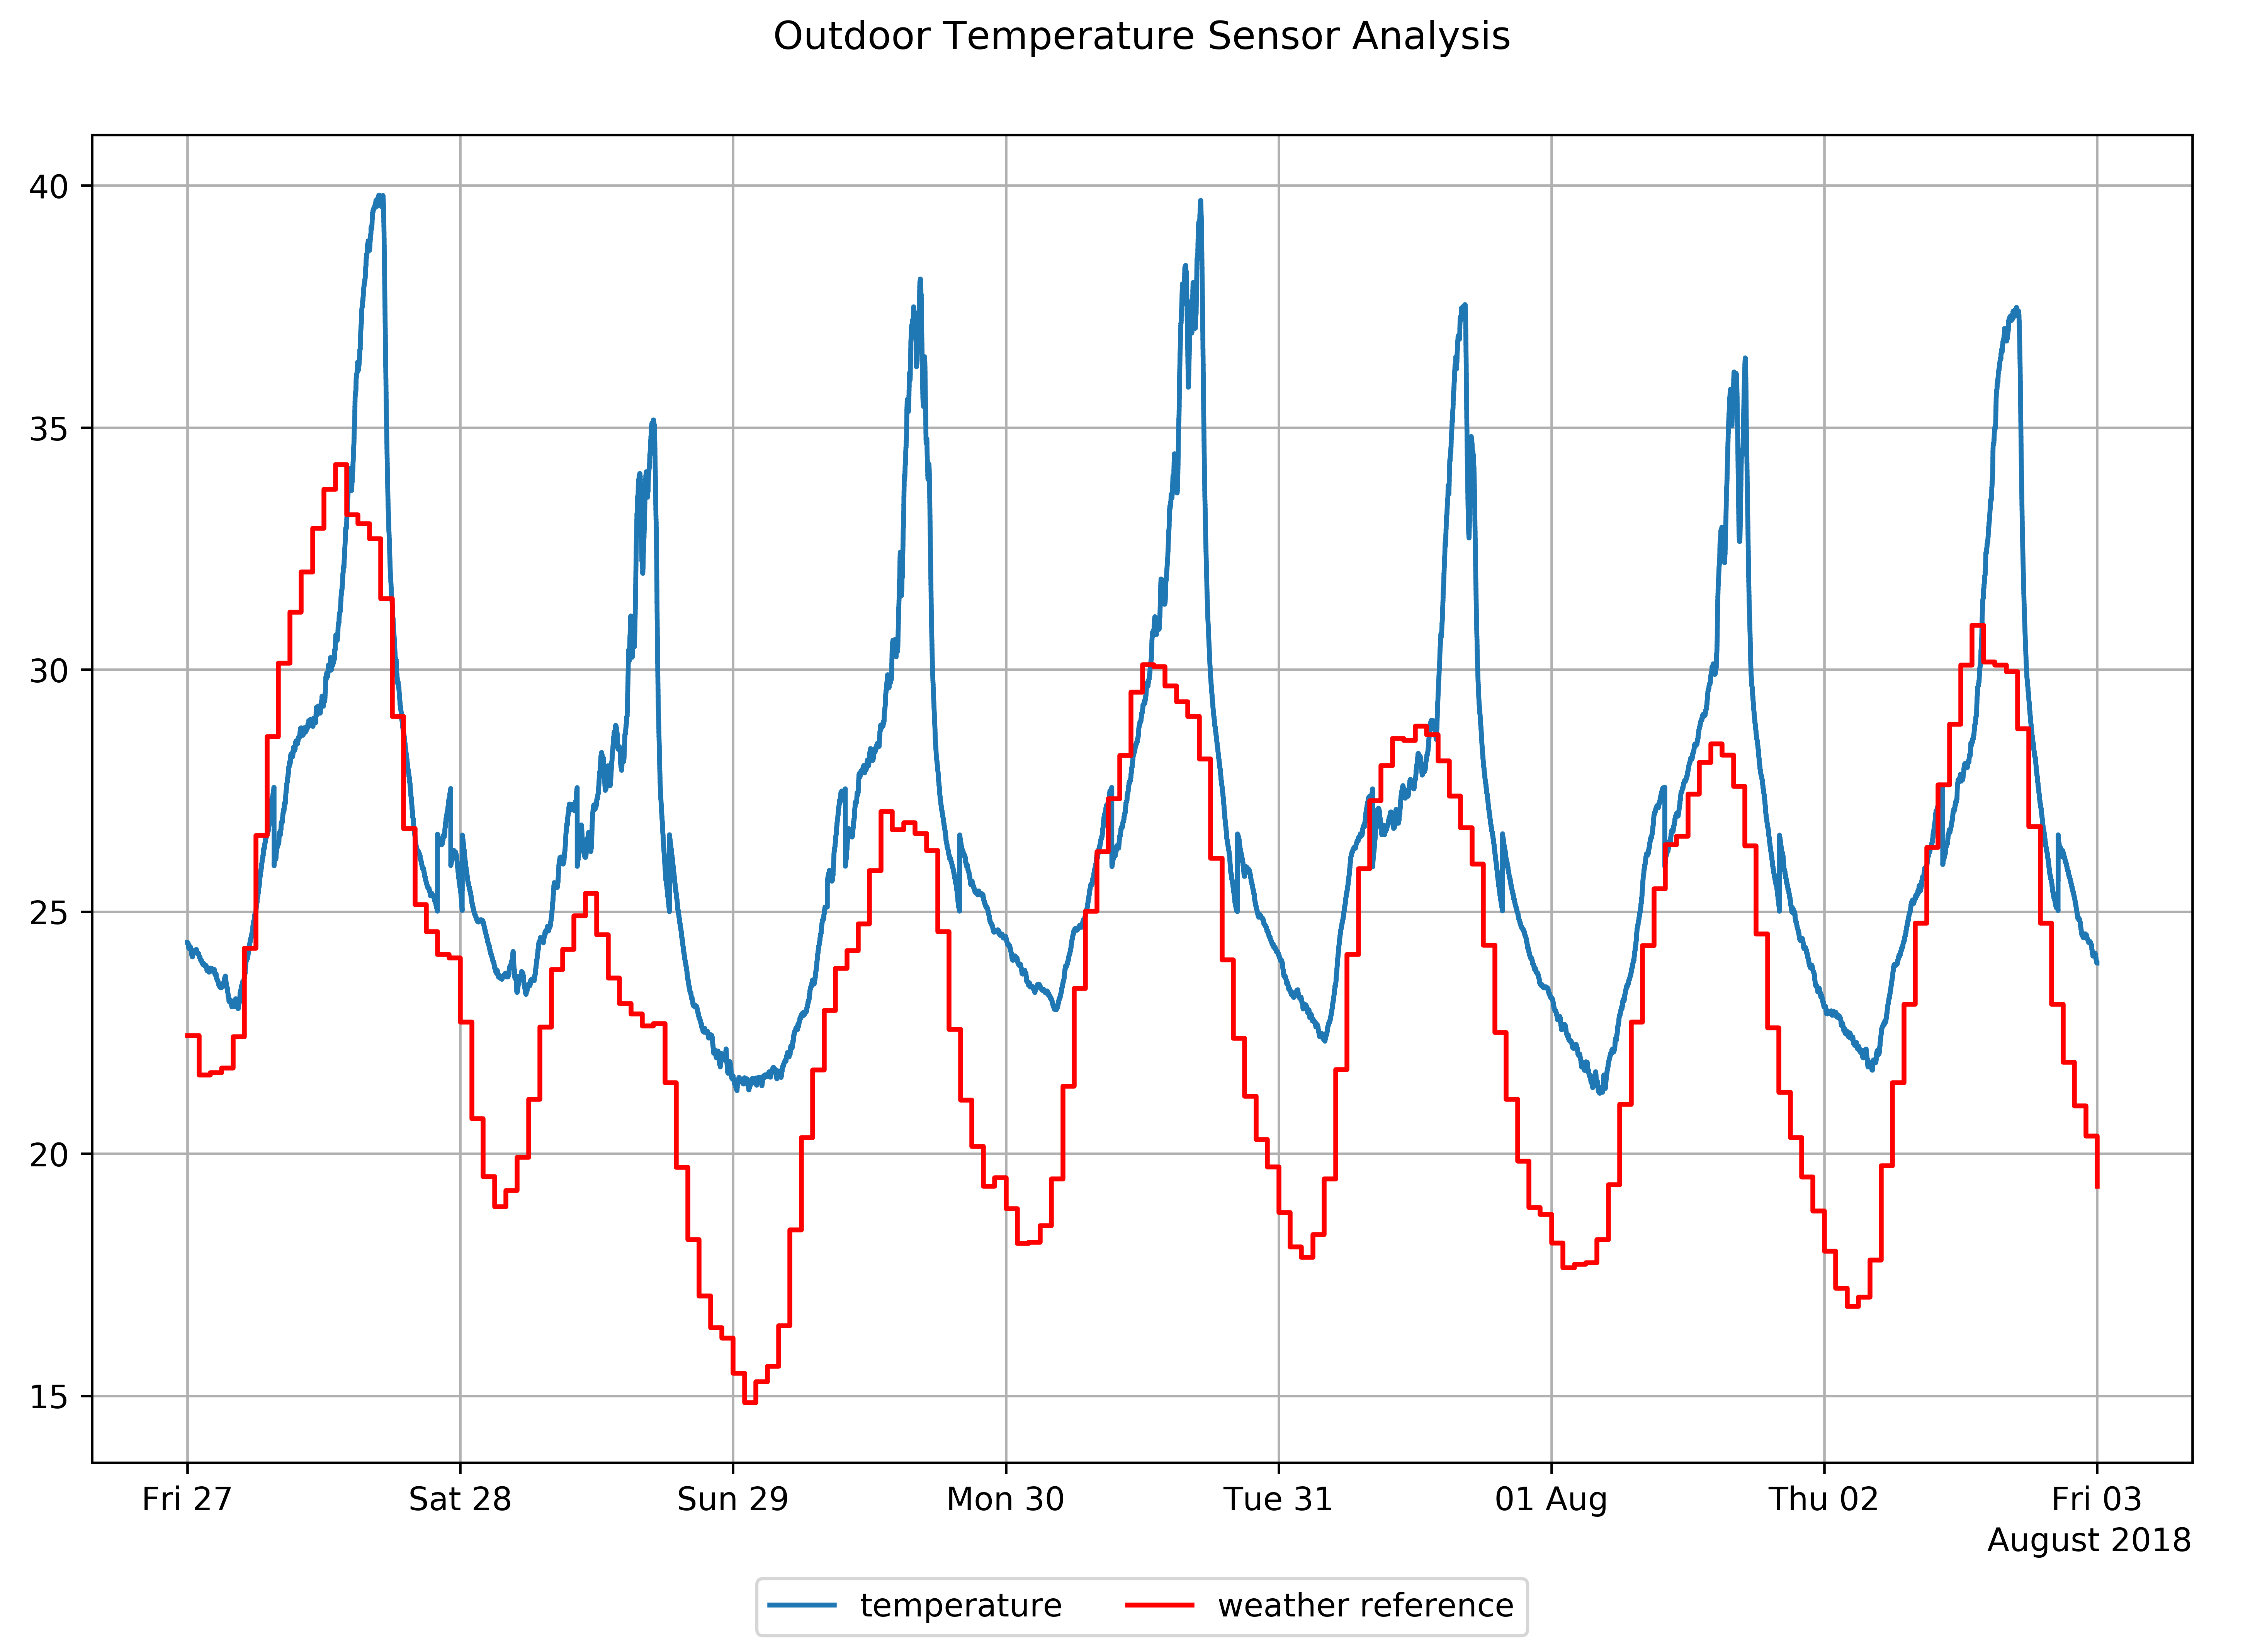 Outdoor Temperature Sensor Analysis
40
35
30
25
20
15
Fri 27 Sat 28 Sun 29 Mon 30 Tue 31 01 Aug Thu 02 Fri 03
August 2018
temperature weather reference